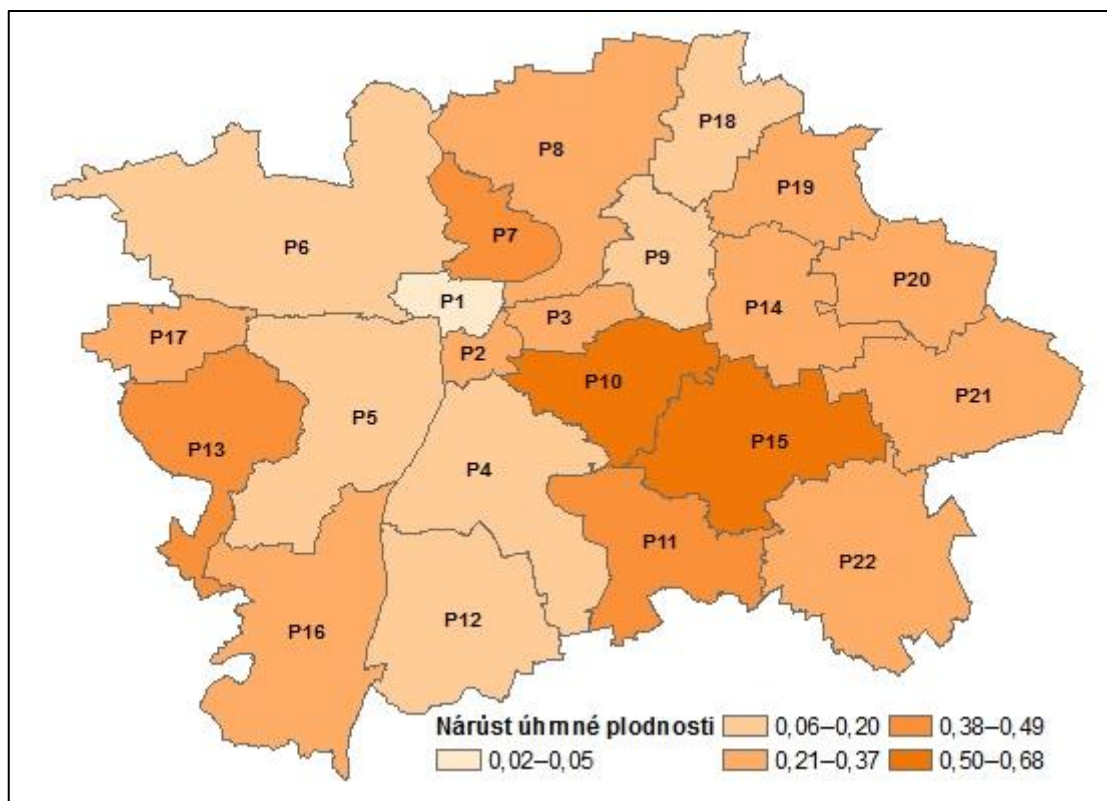 P18
P8
P19
P7
P6
P9
P20
P1
P14
P3
P17
P2
P10
P21
P5
P13
P15
P4
P11
P22
P12
P16
Nárůst úhrnné plodnosti
0,06–0,20
0,38–0,49
0,02–0,05
0,21–0,37
0,50–0,68